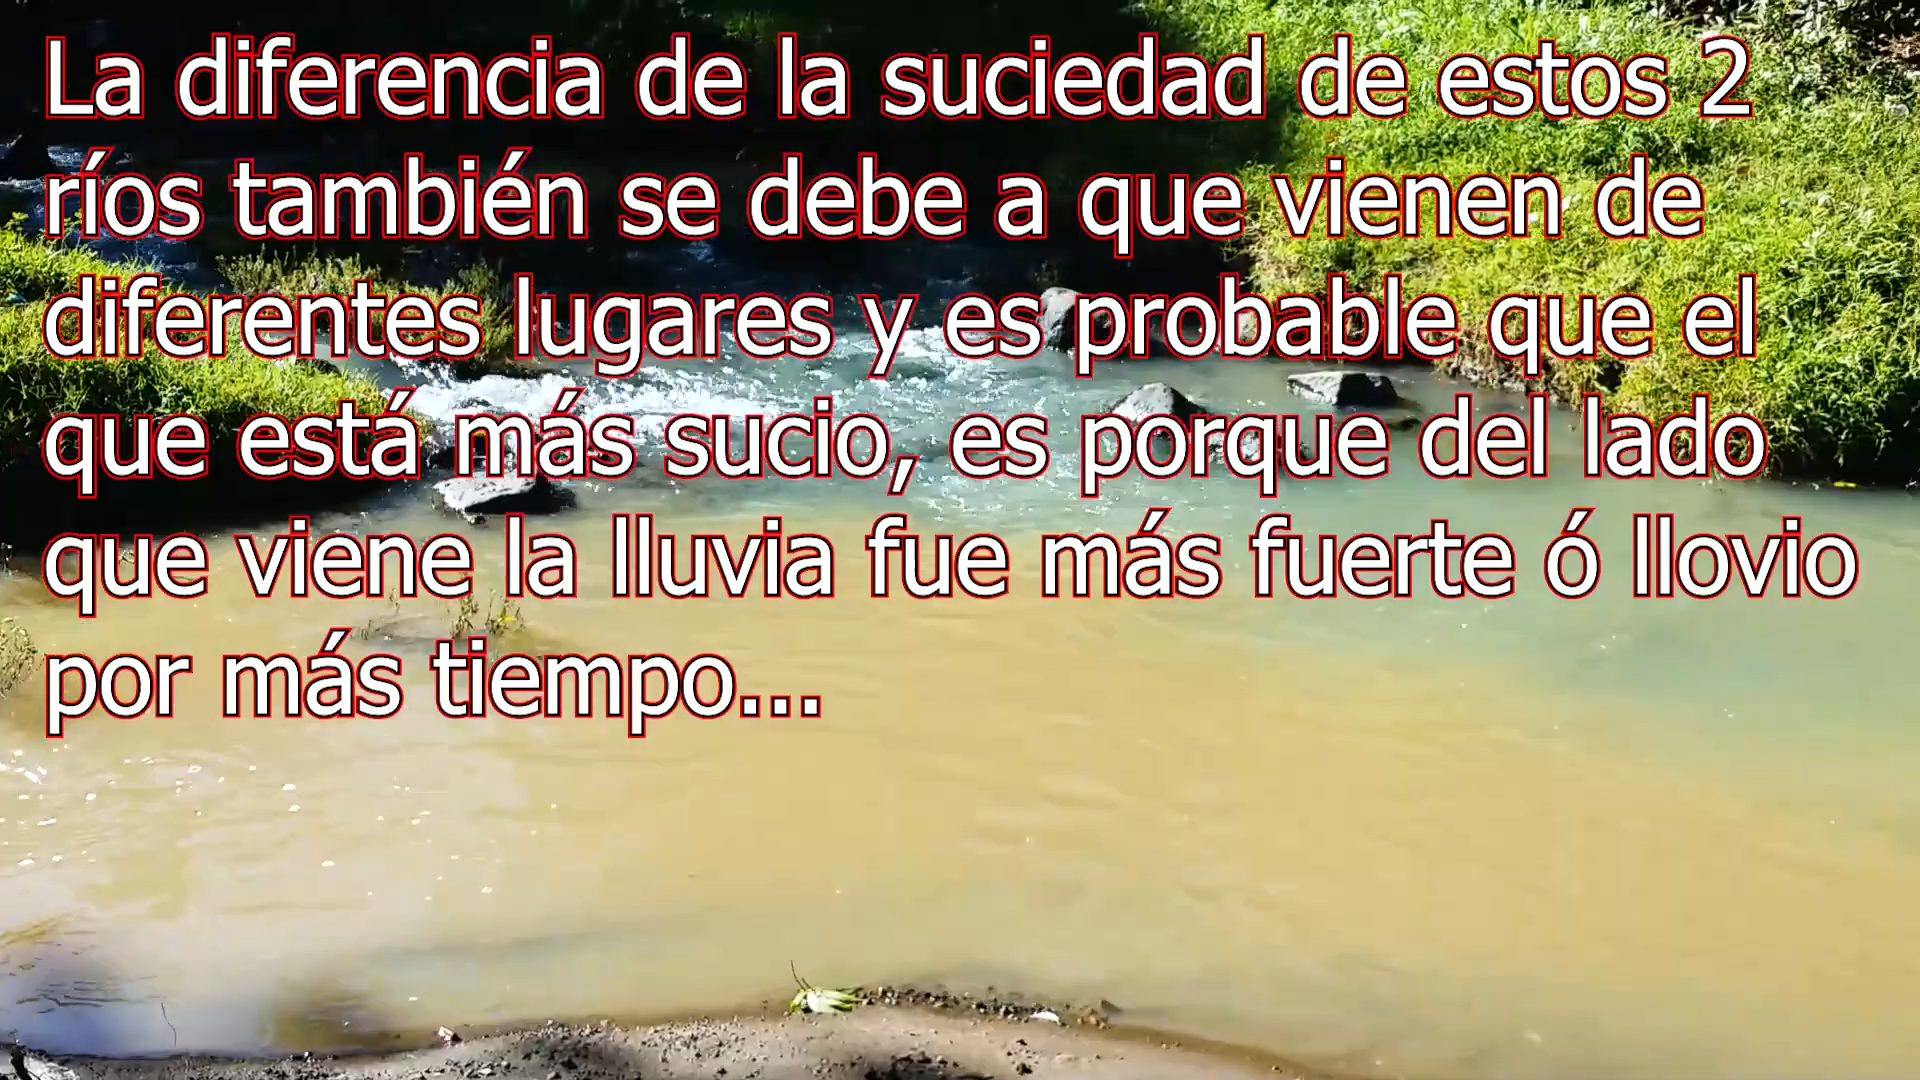 La diferencia de la suciedad de estos 2
ríos también se debe a que vienen de
diferentes lugares y es probable que el
que está más sucio, es porque del lado
que viene la lluvia fue más fuerte ó llovio
por más tiempo...